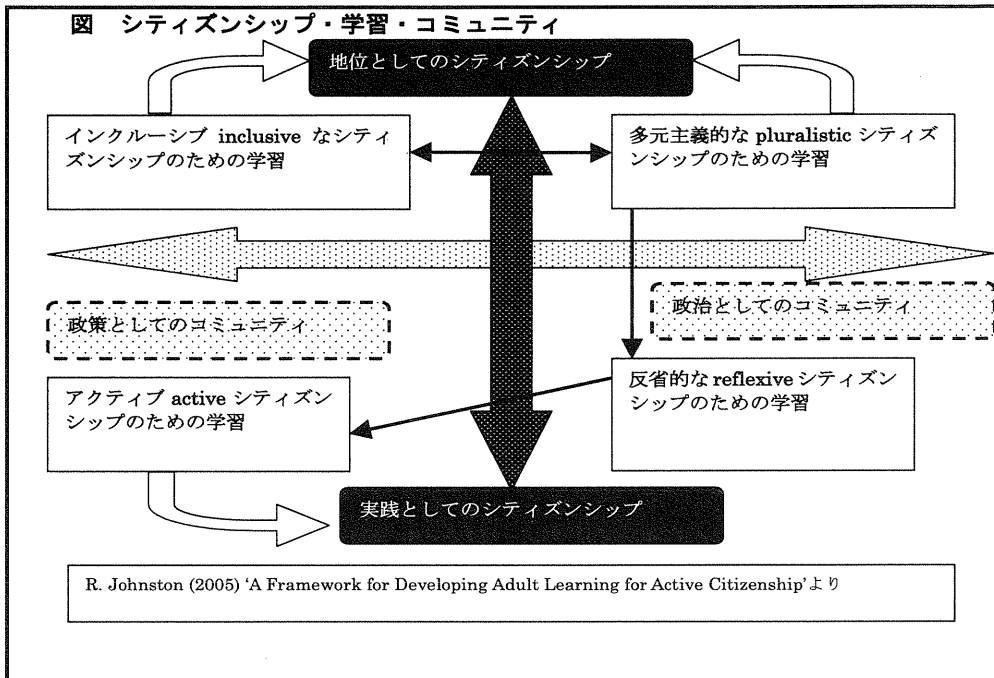 図　シティズンシップ・学習・コミュニティ
地位としてのシティズンシップ
インクルーシブ inclusive なシティ
ズンシップのための学習
多元主義的な pluralistic シティズ
ンシップのための学習
政策としてのコミュニティ
政治としてのコミュニティ
アクティブ active シティズン
シップのための学習
反省的な reflexive シティズン
シップのための学習
実践としてのシティズンシップ
R. Johnston (2005) ‘A Framework for Developing Adult Learning for Active Citizenship’より